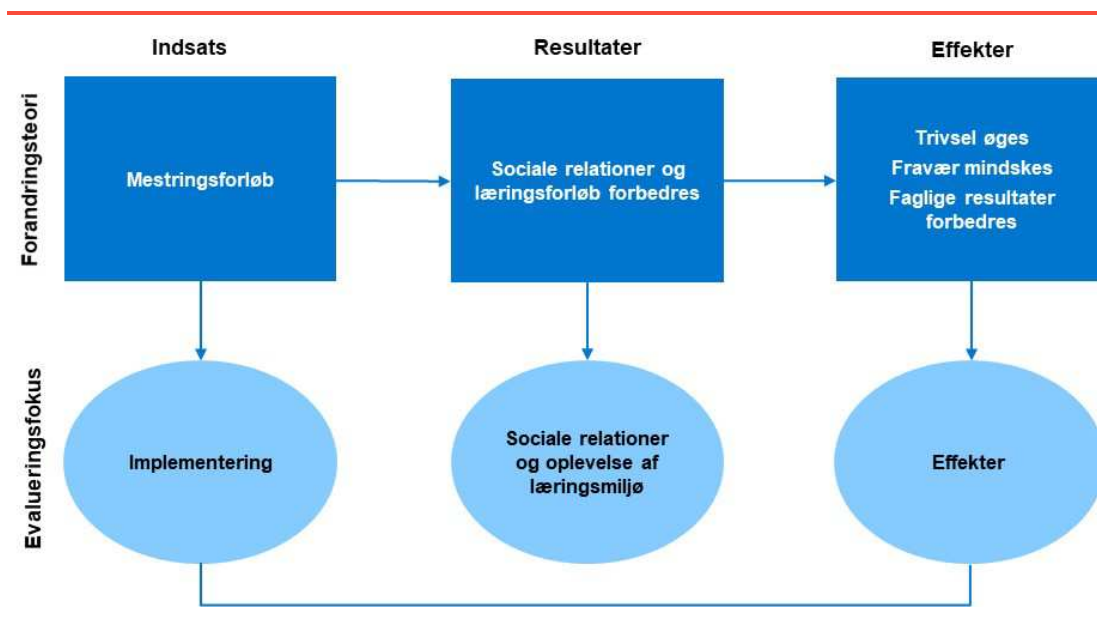 Indsats
Resultater
Effekter
Forandringsteori
Mestringsforløb
Sociale relationer og
læringsforløb forbedres
Trivsel øges
Fravær mindskes
Faglige resultater
forbedres
Evalueringsfokus
Implementering
Sociale relationer
og oplevelse af
læringsmiljø
Effekter